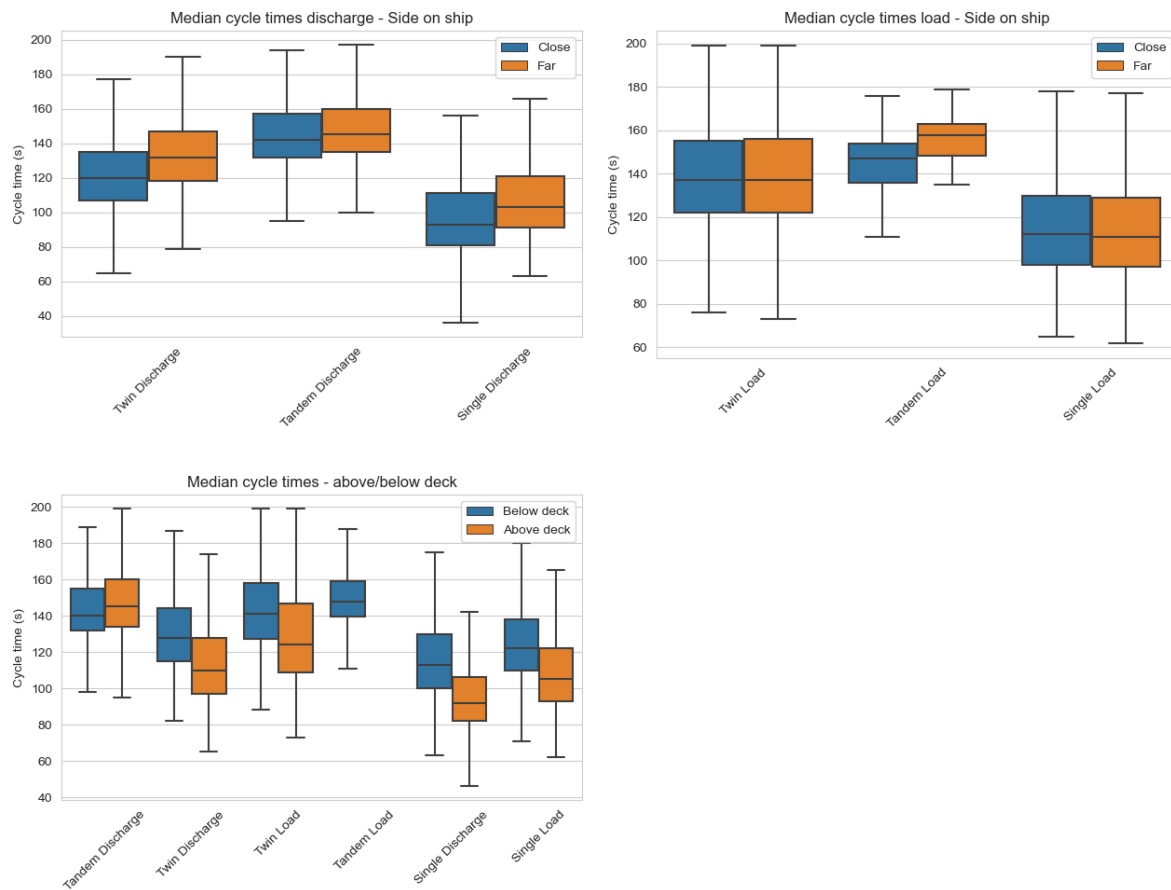 Median cycle times discharge - Side on ship
Cycle time (s)
200
180
160
140
120
100
80
60
40
Close
Far
Twin Discharge
Tandem Discharge
Single Discharge
Median cycle times load - Side on ship
Cycle time (s)
200
180
160
140
120
100
80
60
Close
Far
Twin Load
Tandem Load
Single Load
Median cycle times - above/below deck
Cycle time (s)
200
180
160
140
120
100
80
60
40
Below deck
Above deck
Tandem Discharge
Twin Discharge
Twin Load
Tandem Load
Single Discharge
Single Load